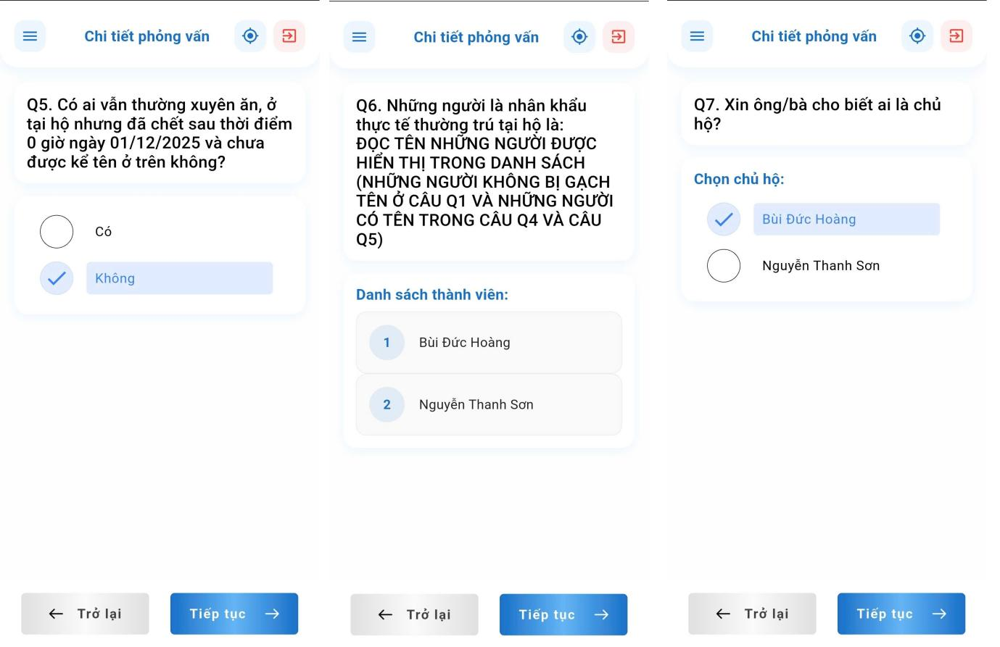 Chi tiết phỏng vấn
Q5. Có ai vẫn thường xuyên ăn, ở
tại hộ nhưng đã chết sau thời điểm
0 giờ ngày 01/12/2025 và chưa
được kể tên ở trên không?
Có
Không
Trở lại
Tiếp tục
Chi tiết phỏng vấn
Q6. Những người là nhân khẩu
thực tế thường trú tại hộ là:
ĐỌC TÊN NHỮNG NGƯỜI ĐƯỢC
HIỂN THỊ TRONG DANH SÁCH
(NHỮNG NGƯỜI KHÔNG BỊ GẠCH
TÊN Ở CÂU Q1 VÀ NHỮNG NGƯỜI
CÓ TÊN TRONG CÂU Q4 VÀ CÂU
Q5)
Danh sách thành viên:
1 Bùi Đức Hoàng
2 Nguyễn Thanh Sơn
Trở lại
Tiếp tục
Chi tiết phỏng vấn
Q7. Xin ông/bà cho biết ai là chủ
hộ?
Chọn chủ hộ:
Bùi Đức Hoàng
Nguyễn Thanh Sơn
Trở lại
Tiếp tục